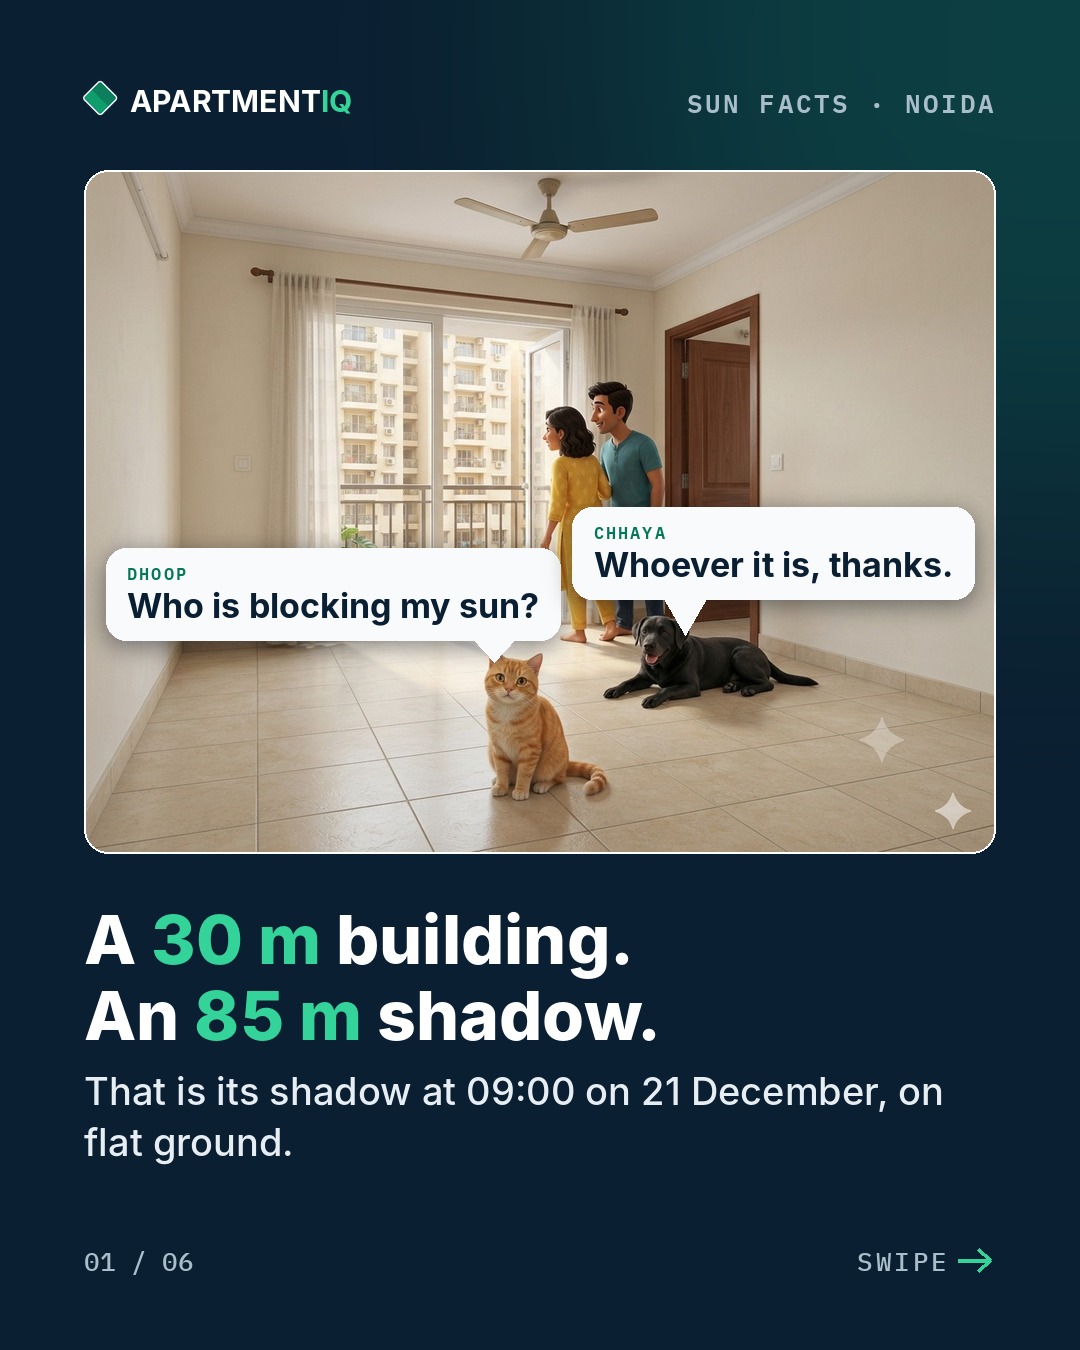 APARTMENTIQ
SUN FACTS · NOIDA
CHHAYA
Whoever it is, thanks.
DHOOP
Who is blocking my sun?
A 30 m building.
An 85 m shadow.
That is its shadow at 09:00 on 21 December, on
flat ground.
01 / 06
SWIPE →